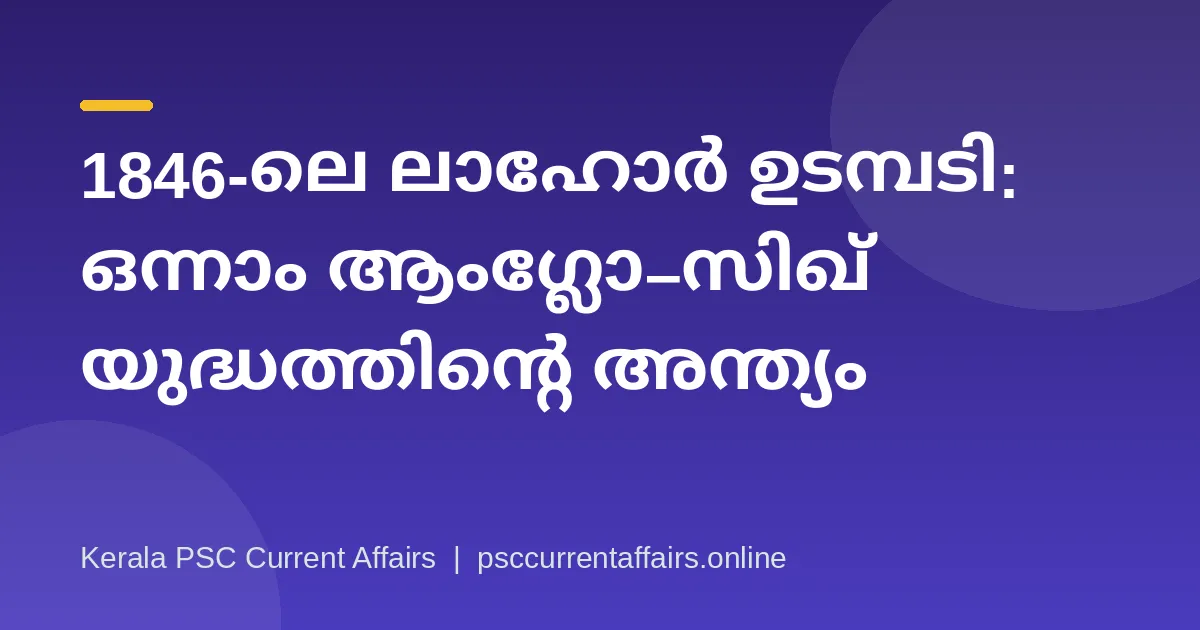 1846-ലെ ലാഹോർ ഉടമ്പടി:
ഒന്നാം ആംഗ്ലോ–സിഖ്
യുദ്ധത്തിന്റെ അന്ത്യം
Kerala PSC Current Affairs | psccurrentaffairs.online